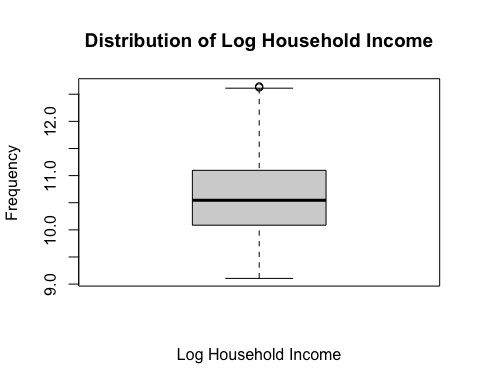 Distribution of Log Household Income
Frequency
12.0
11.0
10.0
9.0
Log Household Income